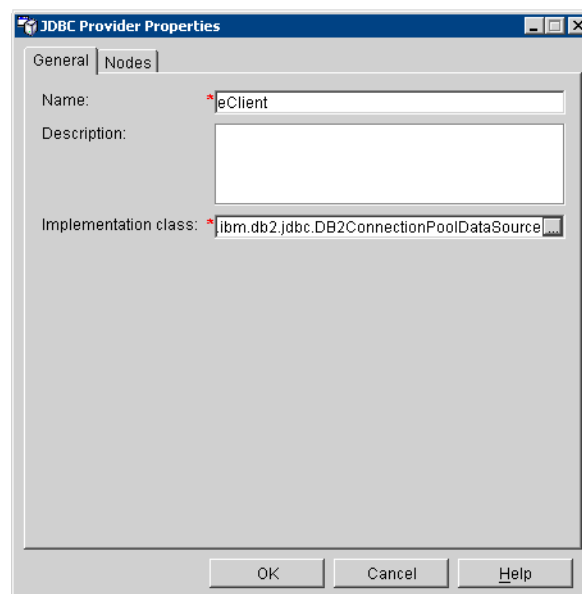 JDBC Provider Properties
General Nodes
Name: *eClient
Description:
Implementation class: *.ibm.db2.jdbc.DB2ConnectionPoolDataSource...
OK Cancel Help